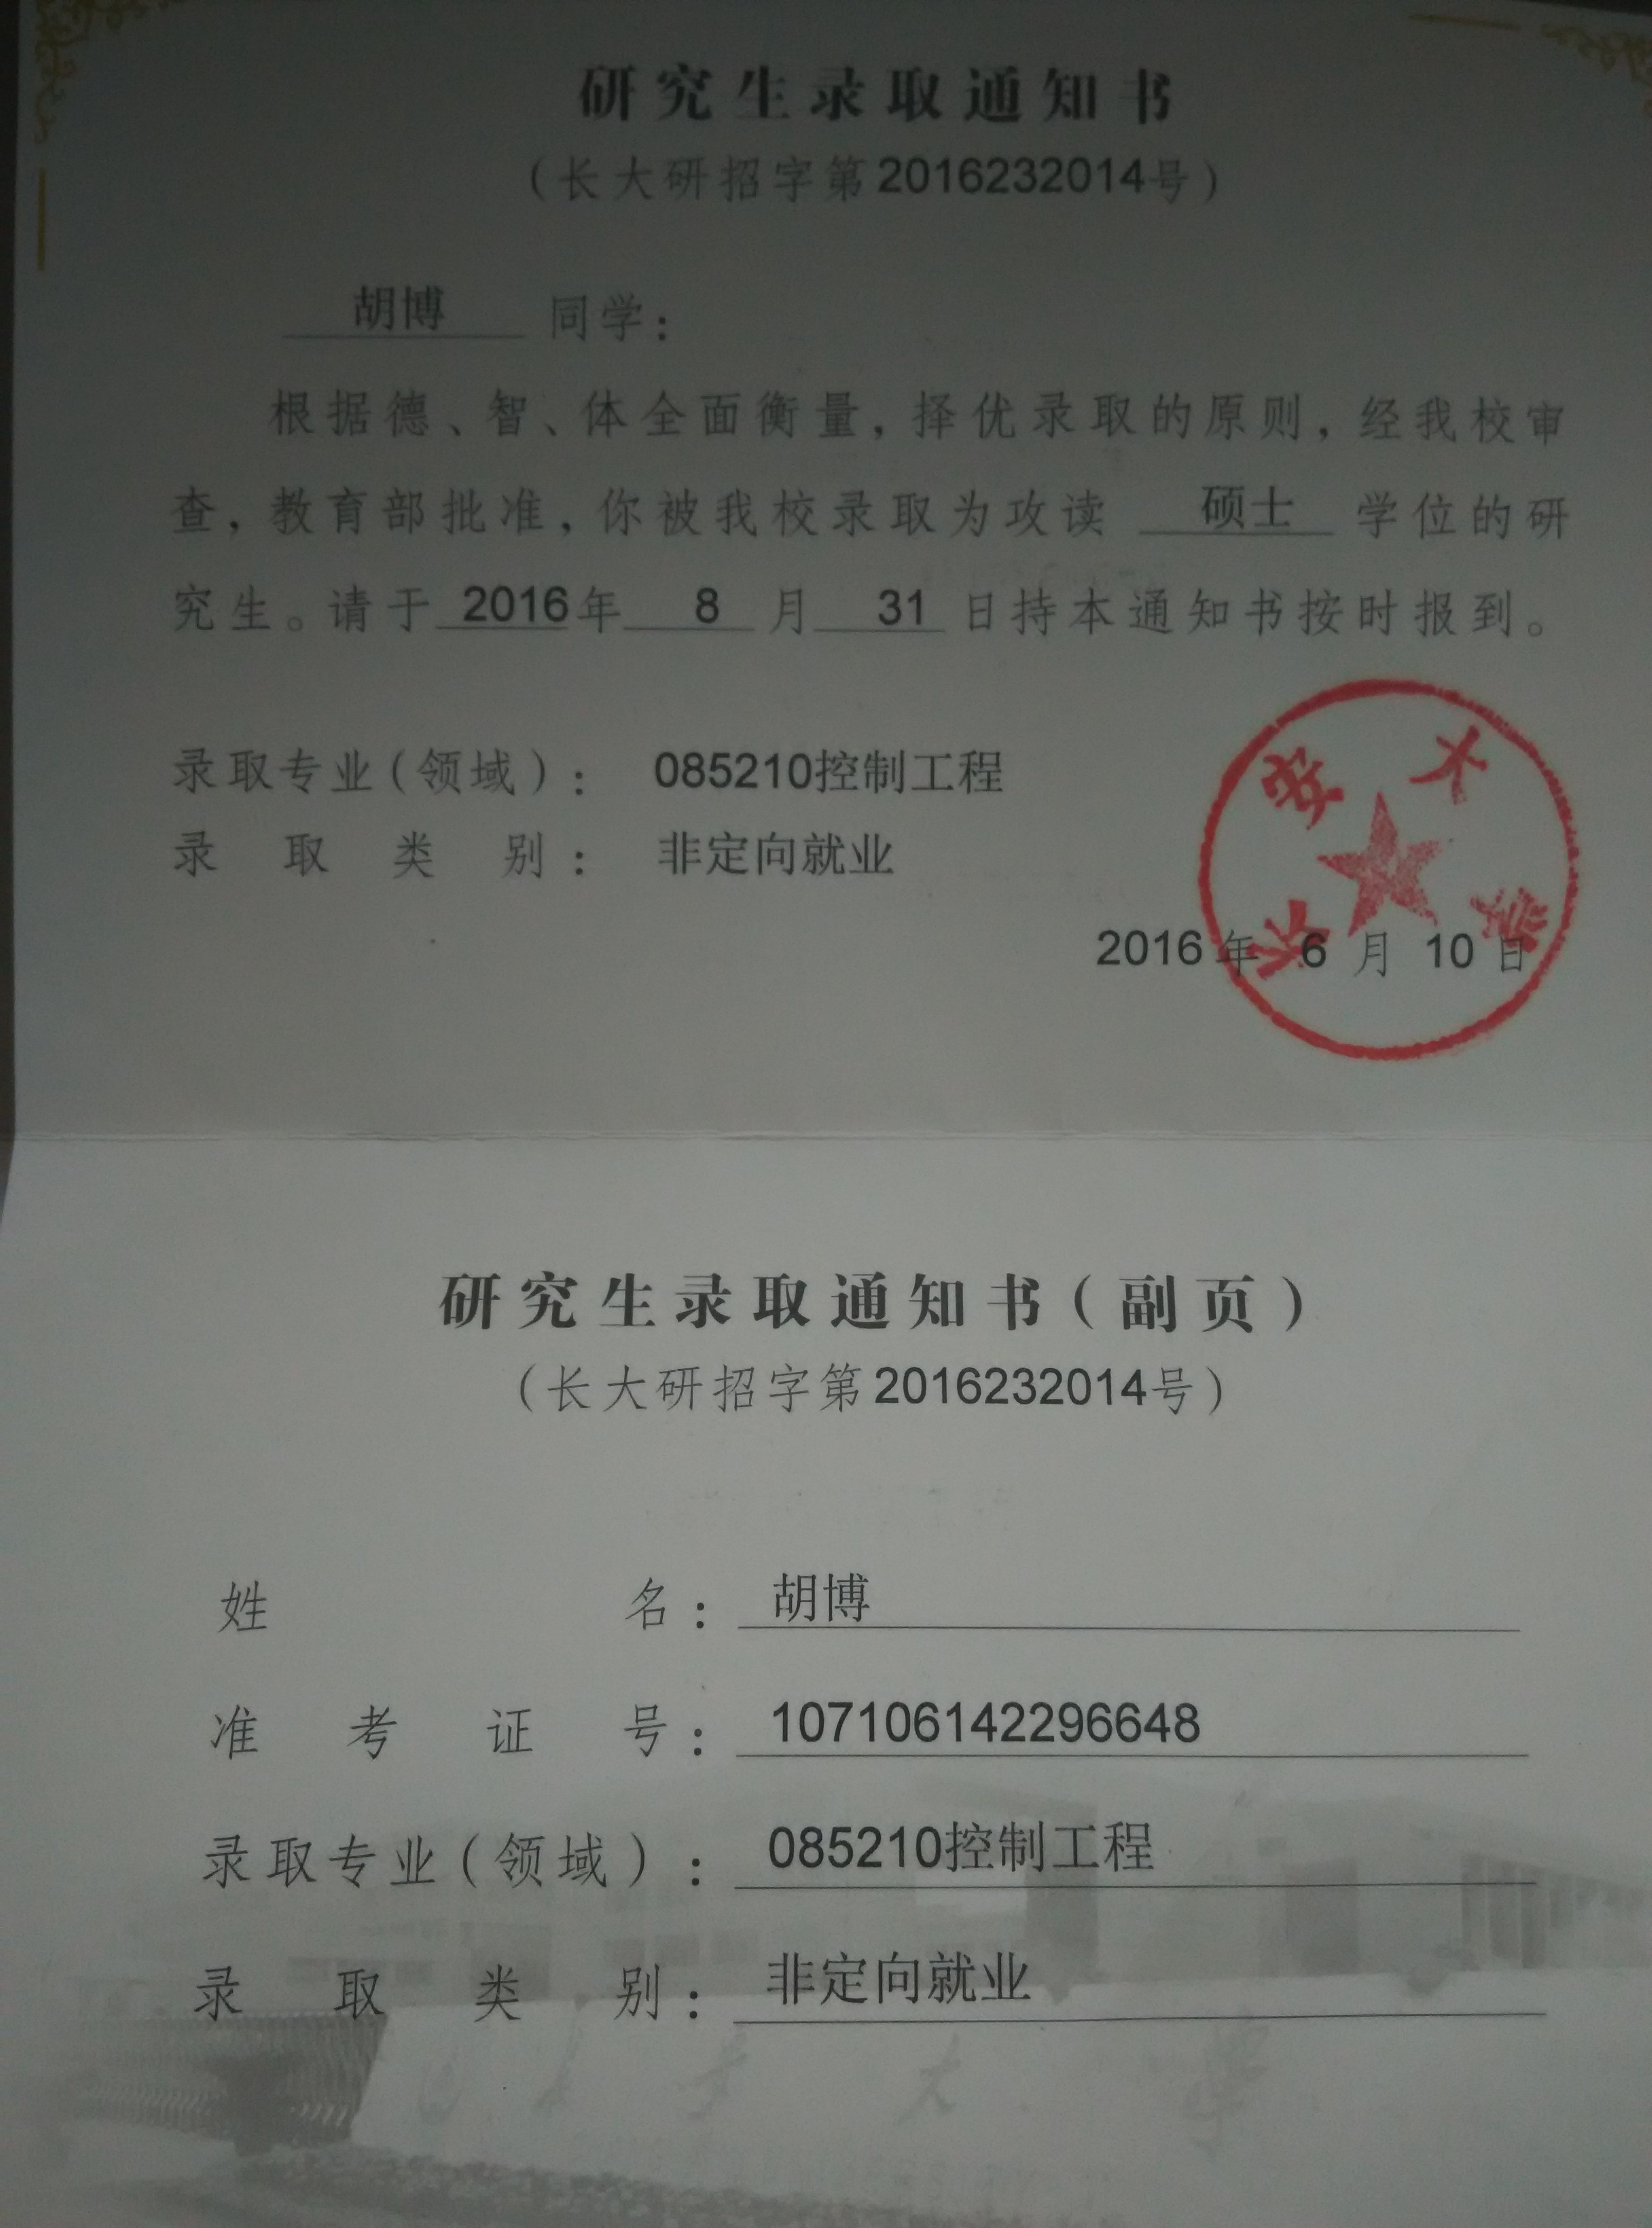 研究生录取通知书
（长大研招字第2016232014号）
胡博 同学：
根据德、智、体全面衡量，择优录取的原则，经我校审
查，教育部批准，你被我校录取为攻读 硕士 学位的研
究生。请于 2016年 8 月 31 日持本通知书按时报到。
录取专业（领域）： 085210控制工程
录取类别： 非定向就业
长安大学
2016年 6 月 10 日
研究生录取通知书（副页）
（长大研招字第2016232014号）
姓名： 胡博
准考证号： 107106142296648
录取专业（领域）： 085210控制工程
录取类别： 非定向就业